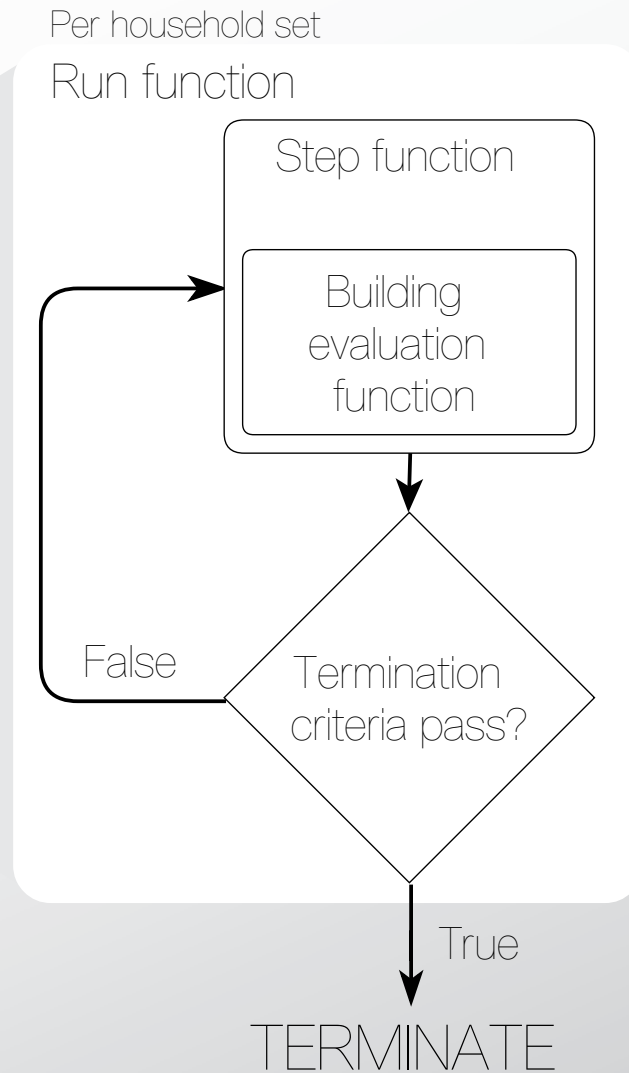 Per household set
Run function
Step function
Building
evaluation
function
False
Termination
criteria pass?
True
TERMINATE